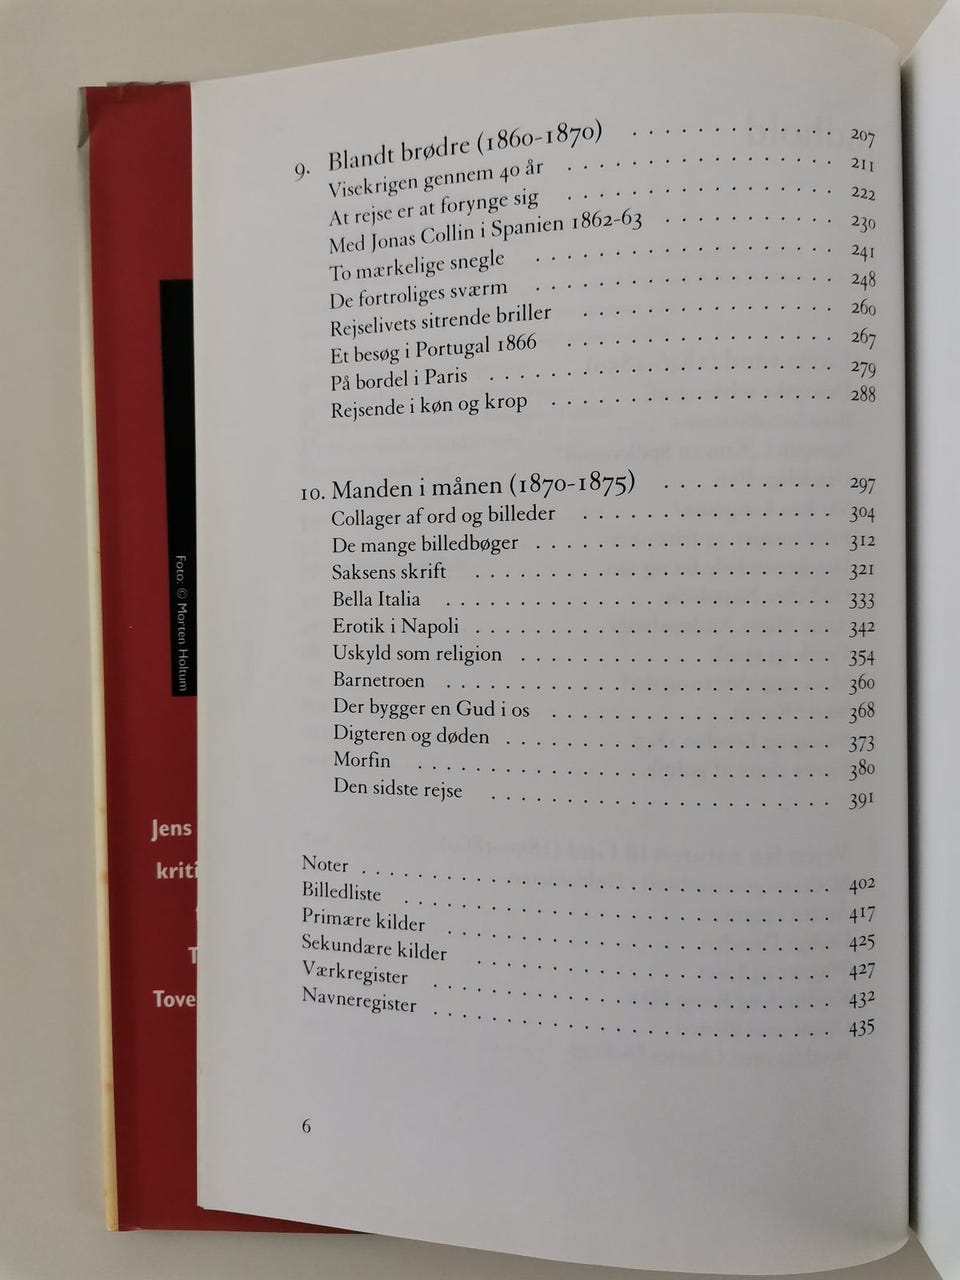 9. Blandt brødre (1860-1870) . . . . . . . . . . . . 207
Visekrigen gennem 40 år . . . . . . . . . . . . . . 211
At rejse er at forynge sig . . . . . . . . . . . . . . 222
Med Jonas Collin i Spanien 1862-63 . . . . . . . . . . 230
To mærkelige snegle . . . . . . . . . . . . . . . . 241
De fortroliges sværm . . . . . . . . . . . . . . . . 248
Rejselivets sitrende briller . . . . . . . . . . . . . . 260
Et besøg i Portugal 1866 . . . . . . . . . . . . . . 267
På bordel i Paris . . . . . . . . . . . . . . . . . . 279
Rejsende i køn og krop . . . . . . . . . . . . . . . 288
10. Manden i månen (1870-1875) . . . . . . . . . . 297
Collager af ord og billeder . . . . . . . . . . . . . . 304
De mange billedbøger . . . . . . . . . . . . . . . . 312
Saksens skrift . . . . . . . . . . . . . . . . . . . 321
Bella Italia . . . . . . . . . . . . . . . . . . . . . 333
Erotik i Napoli . . . . . . . . . . . . . . . . . . . 342
Uskyld som religion . . . . . . . . . . . . . . . . . 354
Barnetroen . . . . . . . . . . . . . . . . . . . . . 360
Der bygger en Gud i os . . . . . . . . . . . . . . . 368
Digteren og døden . . . . . . . . . . . . . . . . . 373
Morfin . . . . . . . . . . . . . . . . . . . . . . 380
Den sidste rejse . . . . . . . . . . . . . . . . . . 391
Noter . . . . . . . . . . . . . . . . . . . . . . . . 402
Billedliste . . . . . . . . . . . . . . . . . . . . . . 417
Primære kilder . . . . . . . . . . . . . . . . . . . . 425
Sekundære kilder . . . . . . . . . . . . . . . . . . 427
Værkregister . . . . . . . . . . . . . . . . . . . . 432
Navneregister . . . . . . . . . . . . . . . . . . . . 435
6
Foto: © Morten Holtum
Jens
kriti
T
Tove